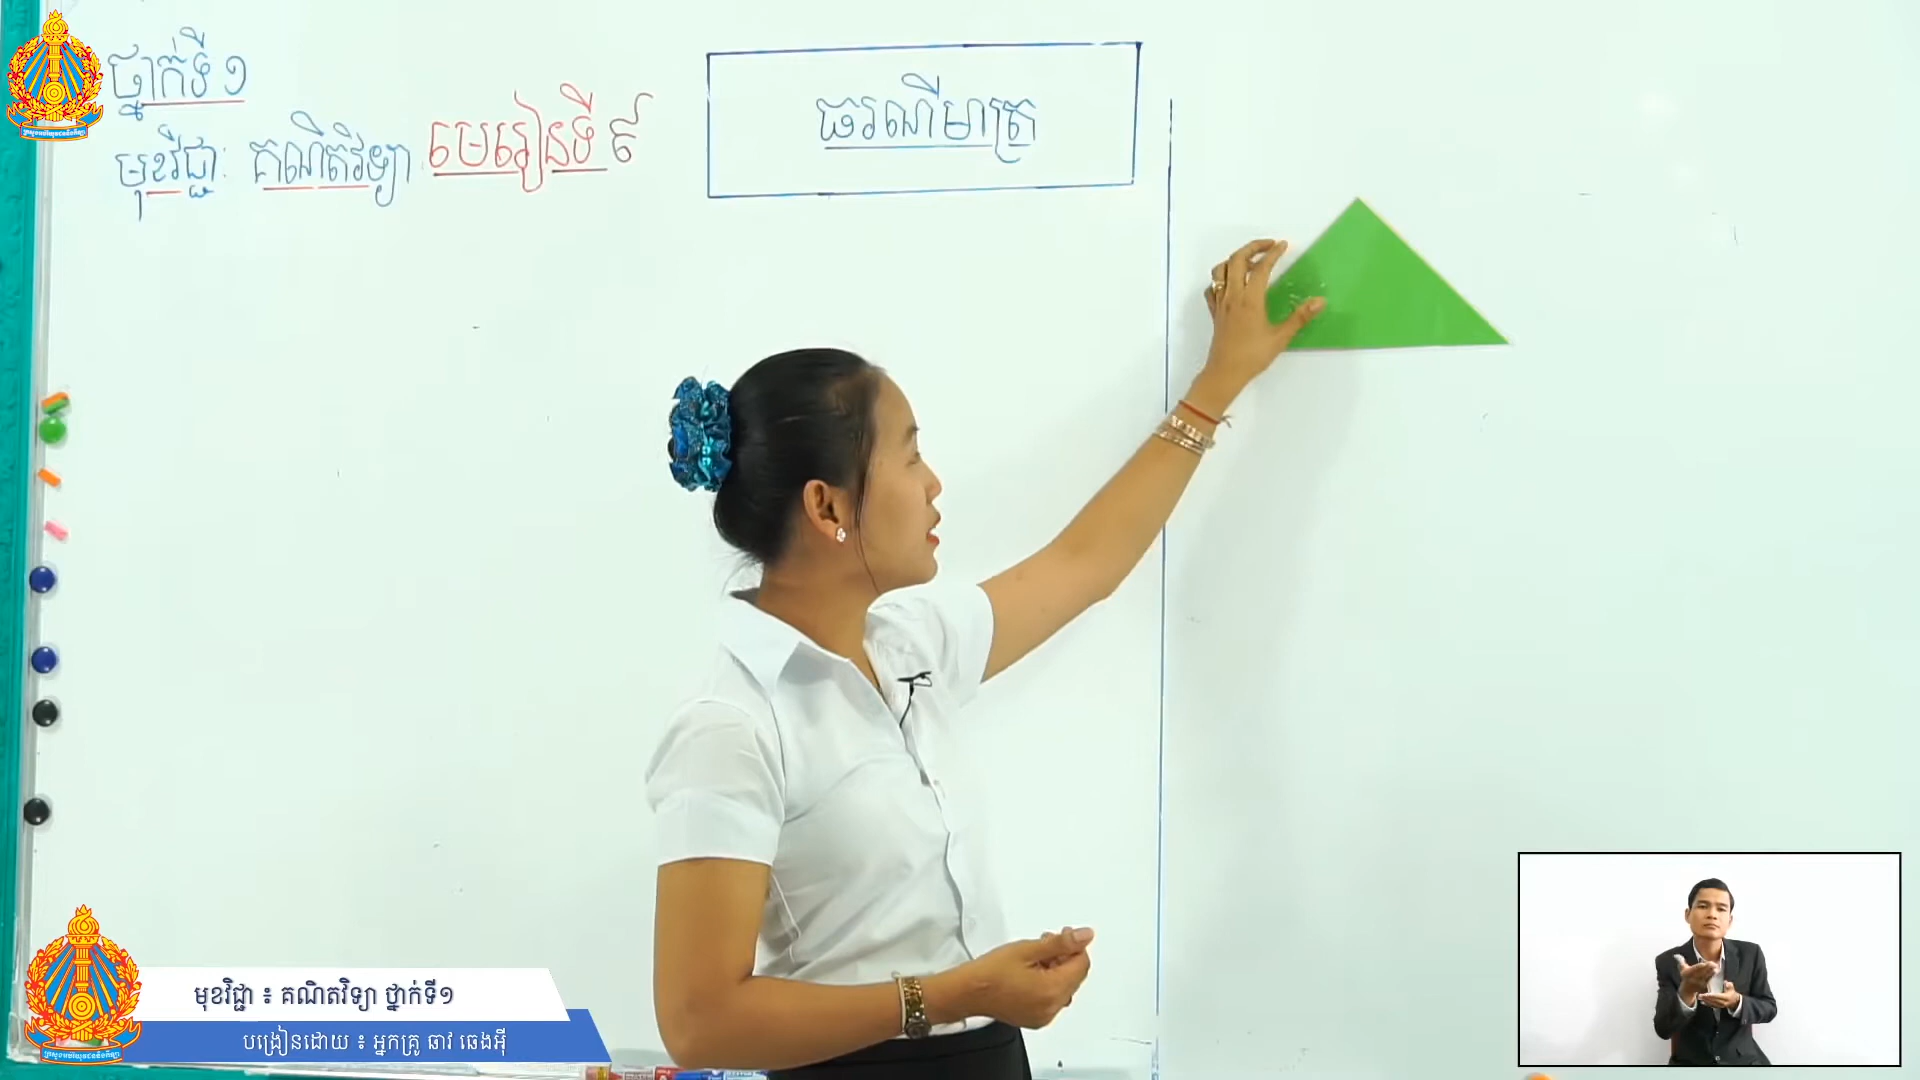 ថ្នាក់ទី ១
មុខវិជ្ជា: គណិតវិទ្យា មេរៀនទី ៩
ធរណីមាត្រ
មុខវិជ្ជា ៖ គណិតវិទ្យា ថ្នាក់ទី១
បង្រៀនដោយ ៖ អ្នកគ្រូ ឆាវ ឆេងអ៊ី